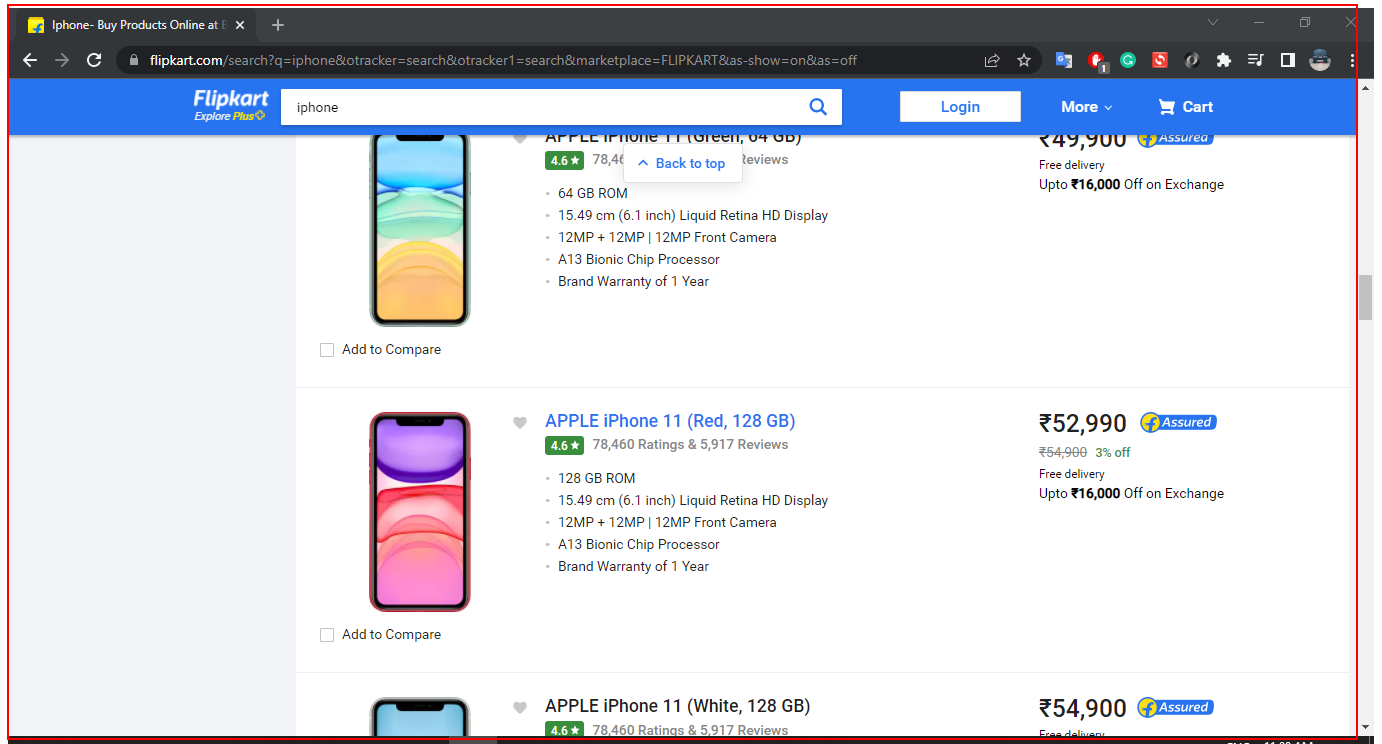 Iphone- Buy Products Online at
flipkart.com/search?q=iphone&otracker=search&otracker1=search&marketplace=FLIPKART&as-show=on&as=off
1
Flipkart
Explore Plus
iphone
Login
More
Cart
APPLE iPhone 11 (Green, 64 GB)
₹49,900
Assured
4.6★ 78,46 Reviews
Back to top
Free delivery
Upto ₹16,000 Off on Exchange
64 GB ROM
15.49 cm (6.1 inch) Liquid Retina HD Display
12MP + 12MP | 12MP Front Camera
A13 Bionic Chip Processor
Brand Warranty of 1 Year
Add to Compare
APPLE iPhone 11 (Red, 128 GB)
₹52,990
Assured
4.6★ 78,460 Ratings & 5,917 Reviews
₹54,900 3% off
Free delivery
Upto ₹16,000 Off on Exchange
128 GB ROM
15.49 cm (6.1 inch) Liquid Retina HD Display
12MP + 12MP | 12MP Front Camera
A13 Bionic Chip Processor
Brand Warranty of 1 Year
Add to Compare
APPLE iPhone 11 (White, 128 GB)
₹54,900
Assured
4.6★ 78,460 Ratings & 5,917 Reviews
Free delivery